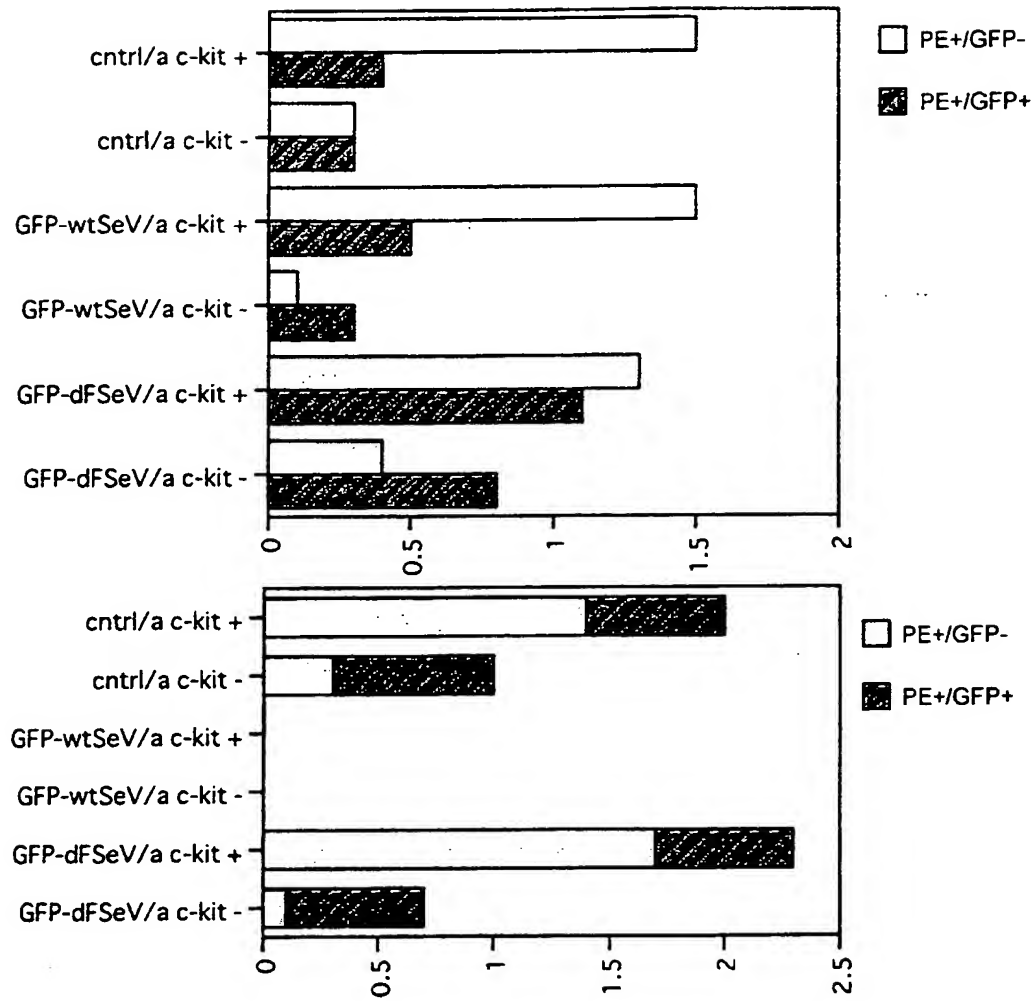 cntrl/a c-kit +
cntrl/a c-kit -
GFP-wtSeV/a c-kit +
GFP-wtSeV/a c-kit -
GFP-dFSeV/a c-kit +
GFP-dFSeV/a c-kit -
0 0.5 1 1.5 2
PE+/GFP-
PE+/GFP+
cntrl/a c-kit +
cntrl/a c-kit -
GFP-wtSeV/a c-kit +
GFP-wtSeV/a c-kit -
GFP-dFSeV/a c-kit +
GFP-dFSeV/a c-kit -
0 0.5 1 1.5 2 2.5
PE+/GFP-
PE+/GFP+